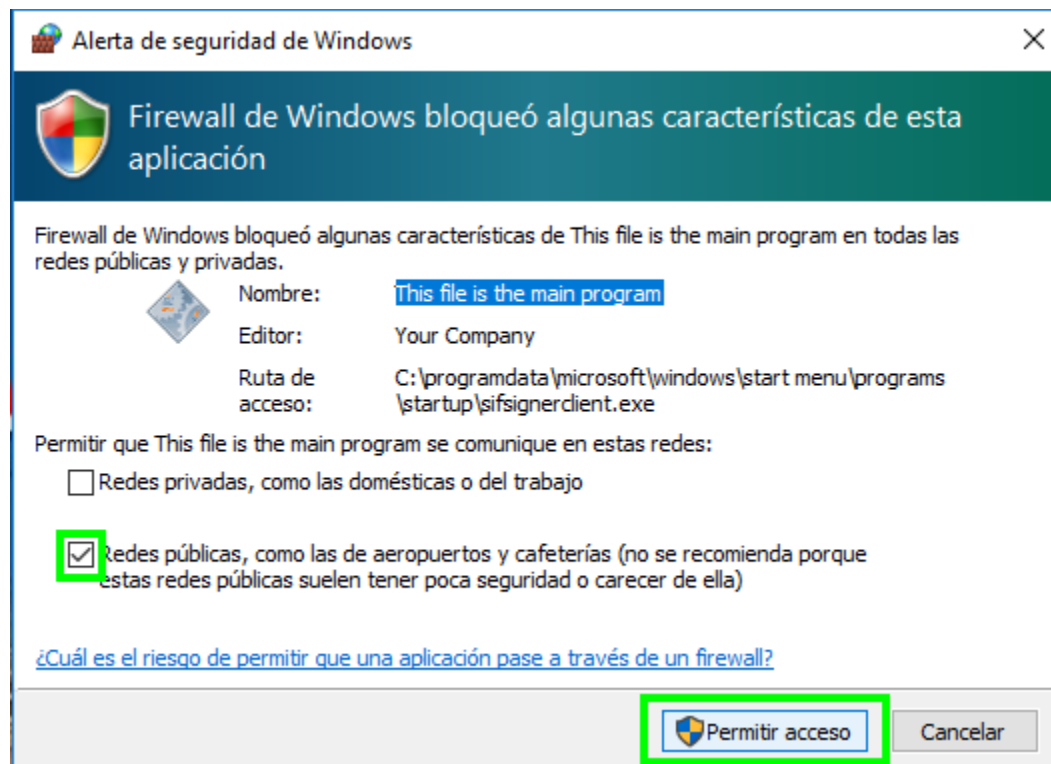 Alerta de seguridad de Windows
Firewall de Windows bloqueó algunas características de esta
aplicación
Firewall de Windows bloqueó algunas características de This file is the main program en todas las
redes públicas y privadas.
Nombre: This file is the main program
Editor: Your Company
Ruta de C:\programdata\microsoft\windows\start menu\programs
acceso: \startup\sifsignerclient.exe
Permitir que This file is the main program se comunique en estas redes:
Redes privadas, como las domésticas o del trabajo
Redes públicas, como las de aeropuertos y cafeterías (no se recomienda porque
estas redes públicas suelen tener poca seguridad o carecer de ella)
¿Cuál es el riesgo de permitir que una aplicación pase a través de un firewall?
Permitir acceso Cancelar